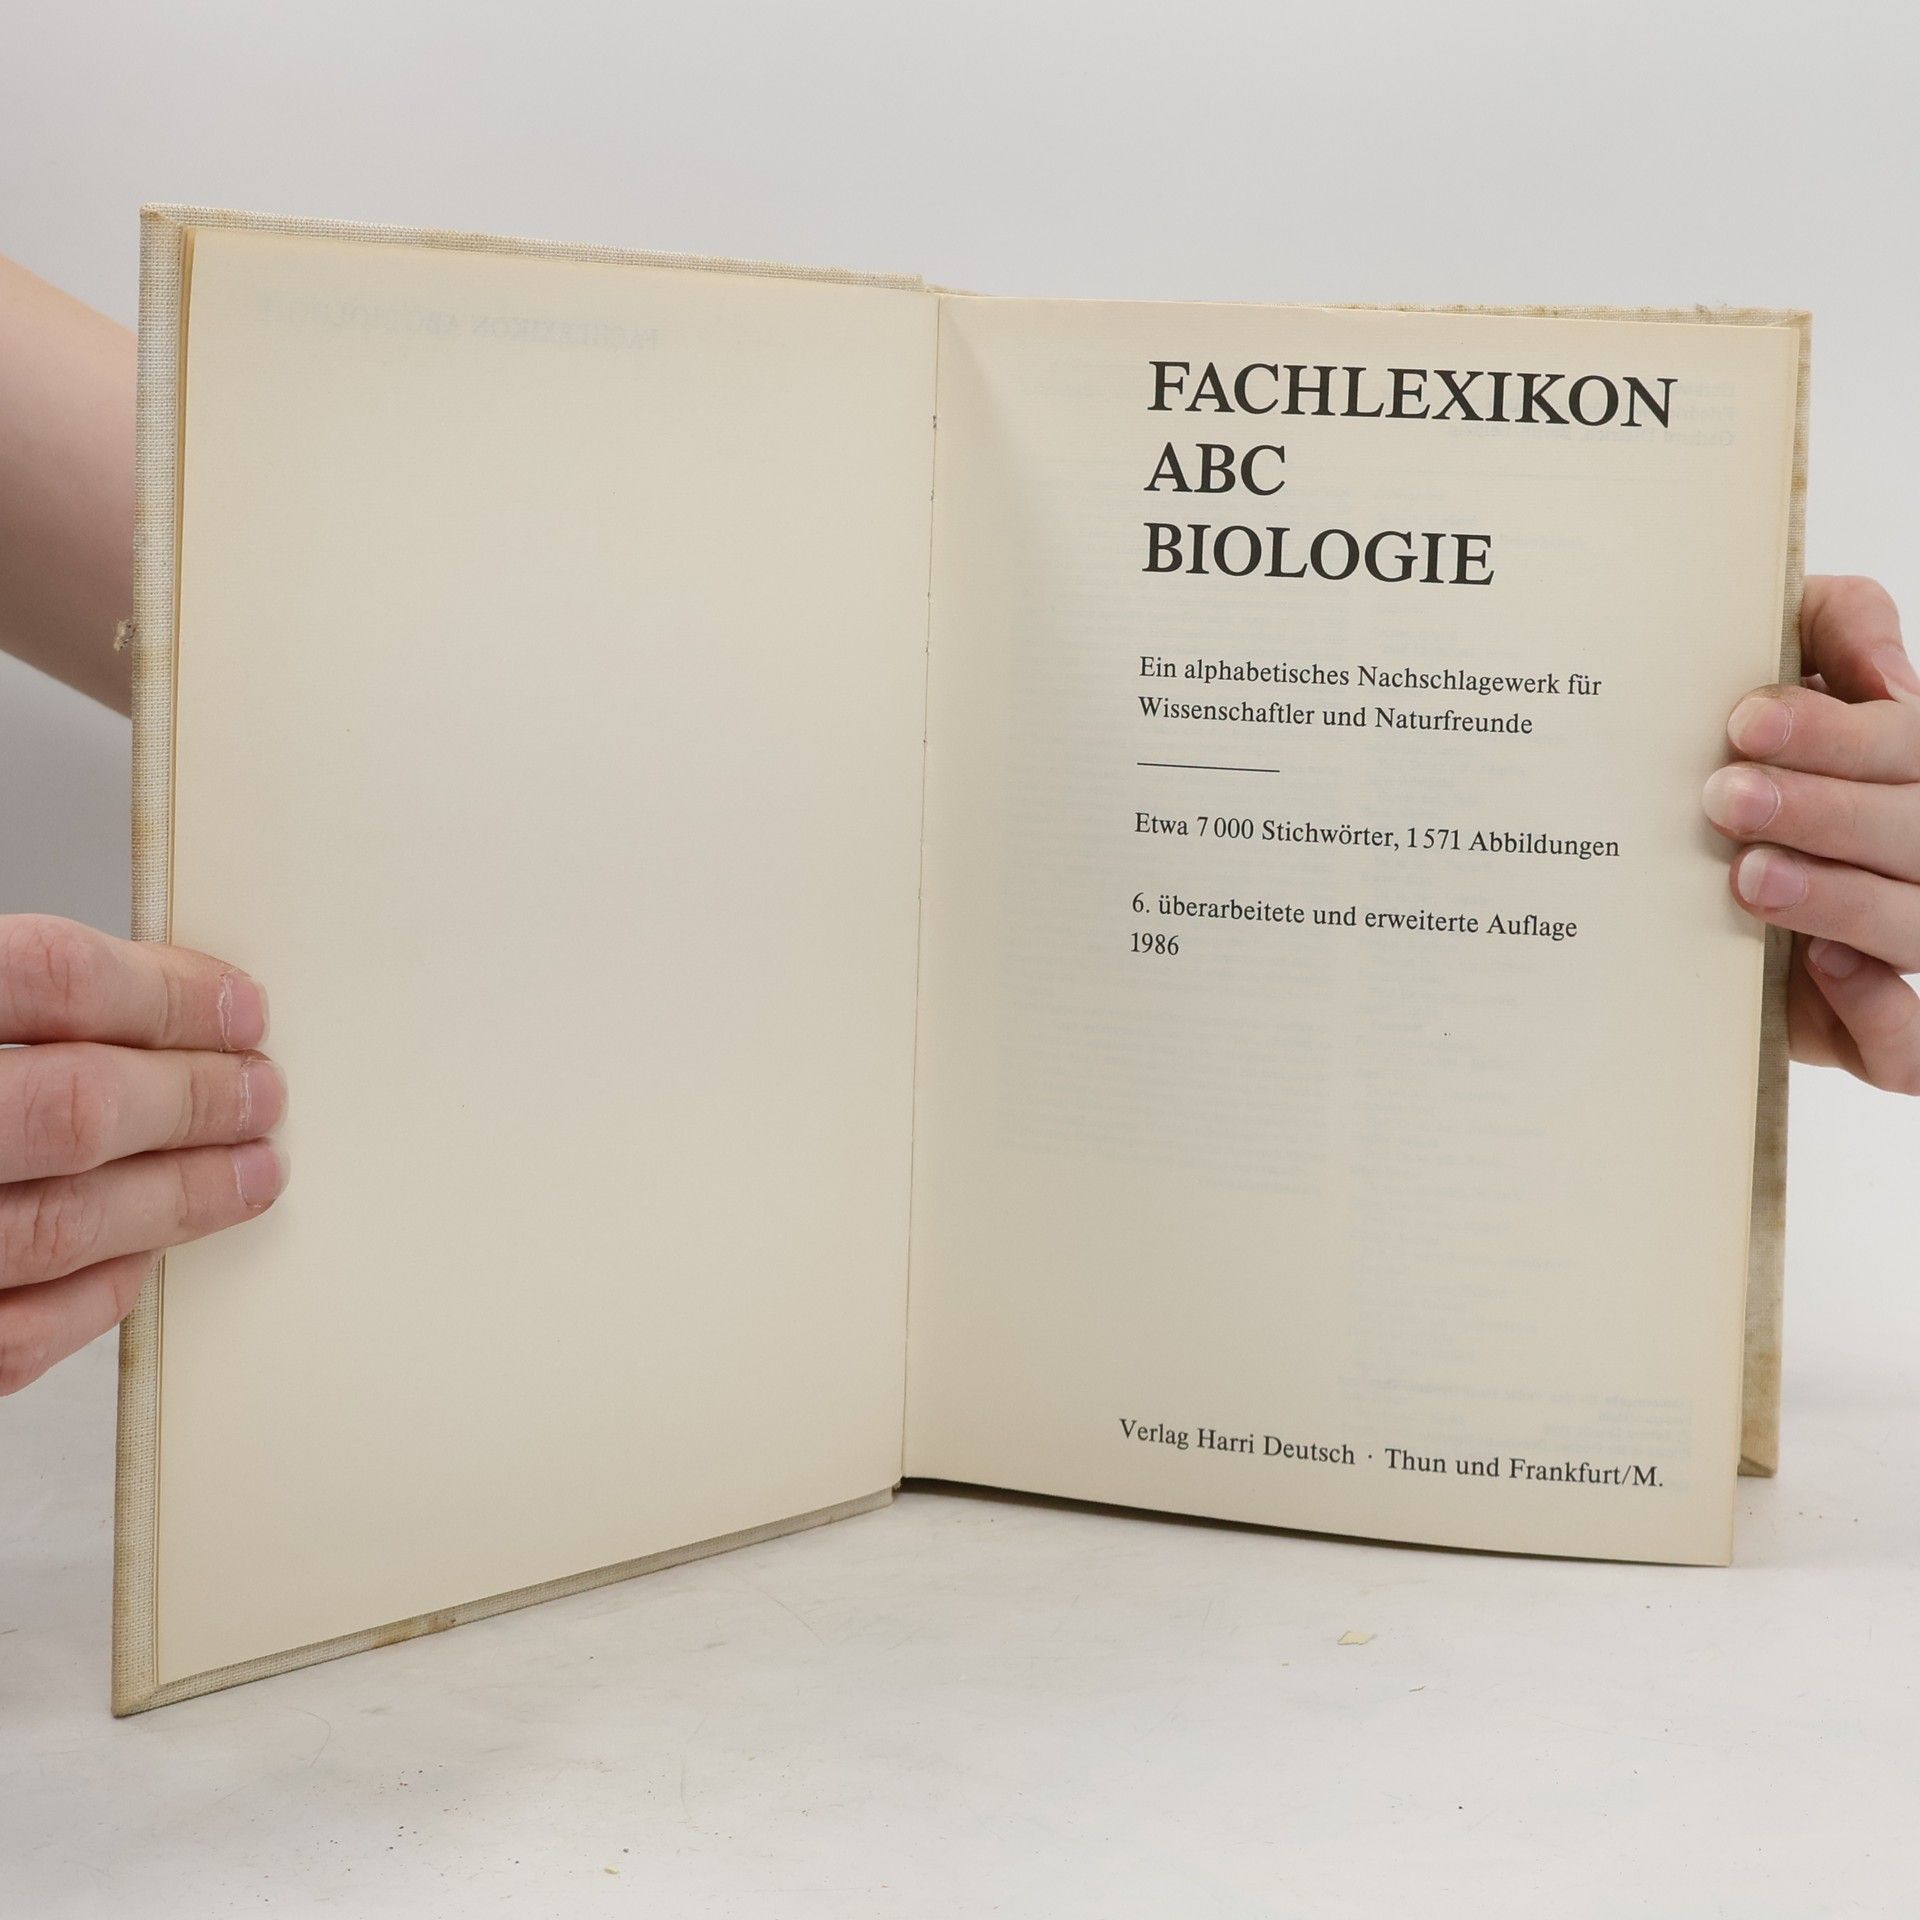 FACHLEXIKON
ABC
BIOLOGIE
Ein alphabetisches Nachschlagewerk für
Wissenschaftler und Naturfreunde
Etwa 7 000 Stichwörter, 1 571 Abbildungen
6. überarbeitete und erweiterte Auflage
1986
Verlag Harri Deutsch · Thun und Frankfurt/M.